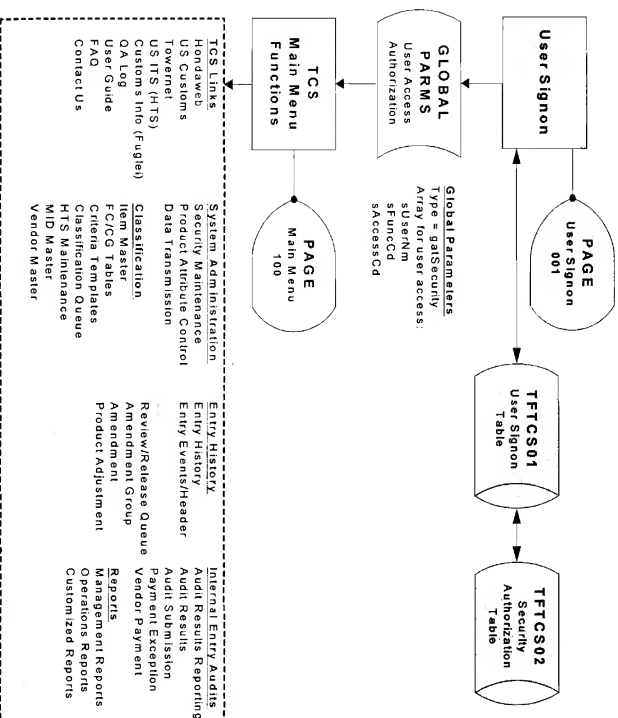 User Signon
PAGE
User Signon
001
TFTCS01
User Signon
Table
TFTCS02
Security
Authorization
Table
GLOBAL
PARMS
User Access
Authorization
Global Parameters
Type = gatSecurity
Array for user access:
sUserNm
sFuncCd
sAccessCd
TCS
Main Menu
Functions
PAGE
Main Menu
100
TCS Links
Hondaweb
US Customs
Towernet
US ITS (HTS)
Customs Info (Fuglei)
QA Log
User Guide
FAQ
Contact Us
System Administration
Security Maintenance
Product Attribute Control
Data Transmission
Classification
Item Master
FC/CG Tables
Criteria Templates
Classification Queue
HTS Maintenance
MID Master
Vendor Master
Entry History
Entry History
Entry Events/Header
Review/Release Queue
Amendment Group
Amendment
Product Adjustment
Internal Entry Audits
Audit Results Reporting
Audit Results
Audit Submission
Payment Exception
Vendor Payment
Reports
Management Reports
Operations Reports
Customized Reports